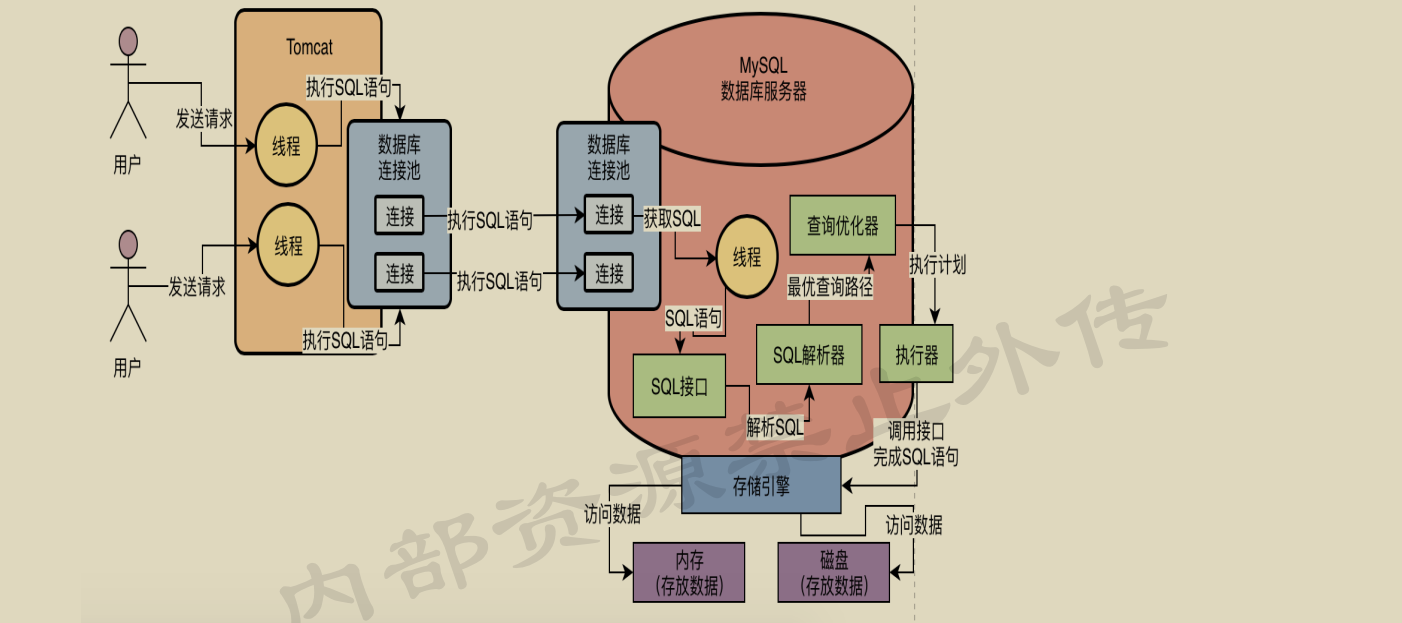 Tomcat
执行SQL语句
发送请求
线程
用户
数据库
连接池
连接
执行SQL语句
线程
发送请求
连接
执行SQL语句
执行SQL语句
用户
MySQL
数据库服务器
数据库
连接池
连接
获取SQL
连接
线程
查询优化器
执行计划
最优查询路径
SQL语句
SQL接口
SQL解析器
执行器
解析SQL
调用接口
完成SQL语句
存储引擎
访问数据
访问数据
内存
(存放数据)
磁盘
(存放数据)
内部资源禁止外传